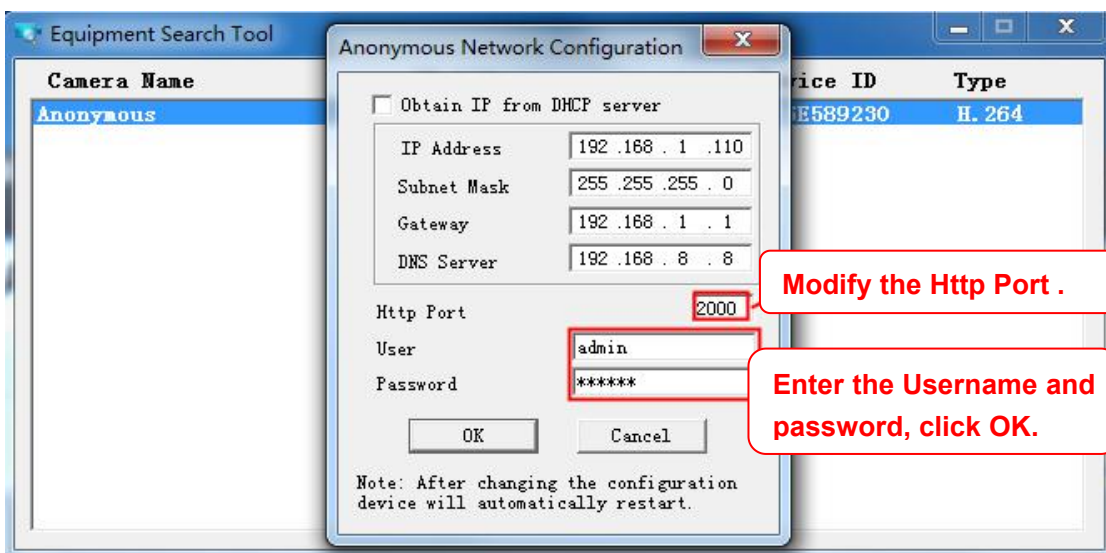 Equipment Search Tool
Camera Name
vice ID
Type
Anonymous
E589230
H.264
Anonymous Network Configuration
Obtain IP from DHCP server
IP Address 192 .168 . 1 .110
Subnet Mask 255 .255 .255 . 0
Gateway 192 .168 . 1 . 1
DNS Server 192 .168 . 8 . 8
Http Port 2000
User admin
Password ******
OK Cancel
Note: After changing the configuration
device will automatically restart.
Modify the Http Port .
Enter the Username and
password, click OK.